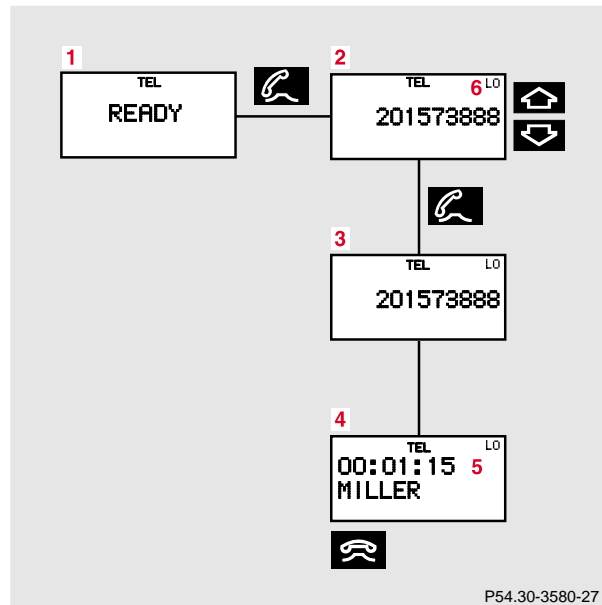 1
TEL
READY
2
TEL 6 LO
201573888
3
TEL LO
201573888
4
TEL LO
00:01:15 5
MILLER
P54.30-3580-27